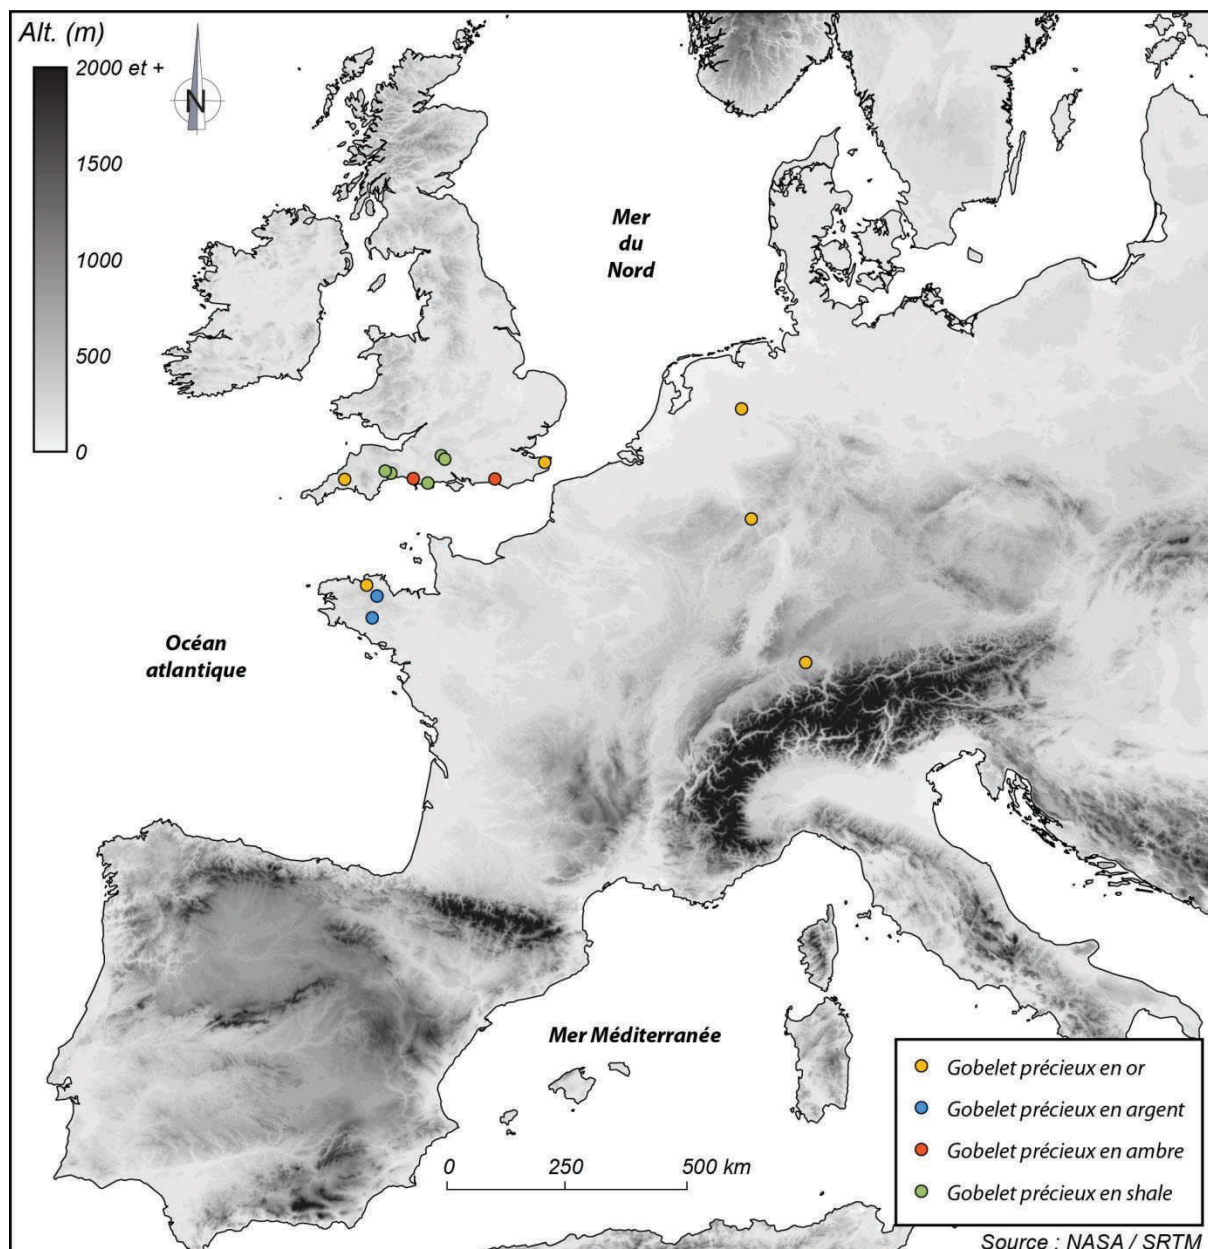 Alt. (m)
2000 et +
1500
1000
500
0
N
Mer
du
Nord
Océan
atlantique
Mer Méditerranée
0 250 500 km
Gobelet précieux en or
Gobelet précieux en argent
Gobelet précieux en ambre
Gobelet précieux en shale
Source : NASA / SRTM